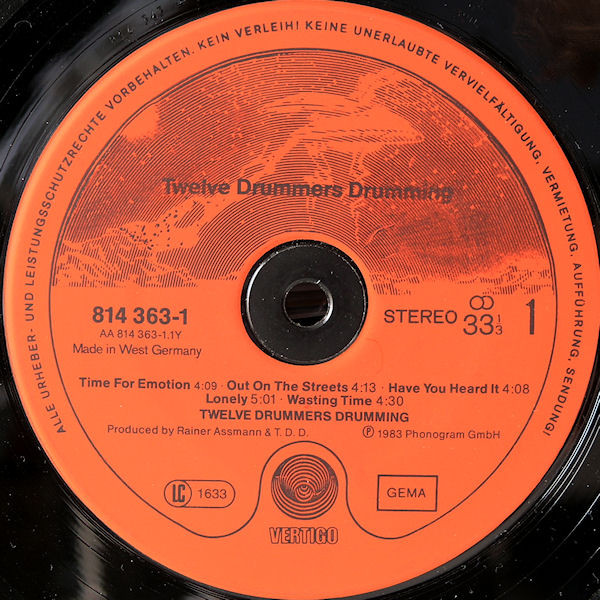 ALLE URHEBER- UND LEISTUNGSSCHUTZRECHTE VORBEHALTEN. KEIN VERLEIH! KEINE UNERLAUBTE VERVIELFÄLTIGUNG, VERMIETUNG, AUFFÜHRUNG, SENDUNG!
Twelve Drummers Drumming
814 363-1
AA 814 363-1.1Y
Made in West Germany
STEREO 33 1/3 1
Time For Emotion 4:09 · Out On The Streets 4:13 · Have You Heard It 4:08
Lonely 5:01 · Wasting Time 4:30
TWELVE DRUMMERS DRUMMING
Produced by Rainer Assmann & T. D. D.
℗ 1983 Phonogram GmbH
LC 1633
GEMA
VERTIGO